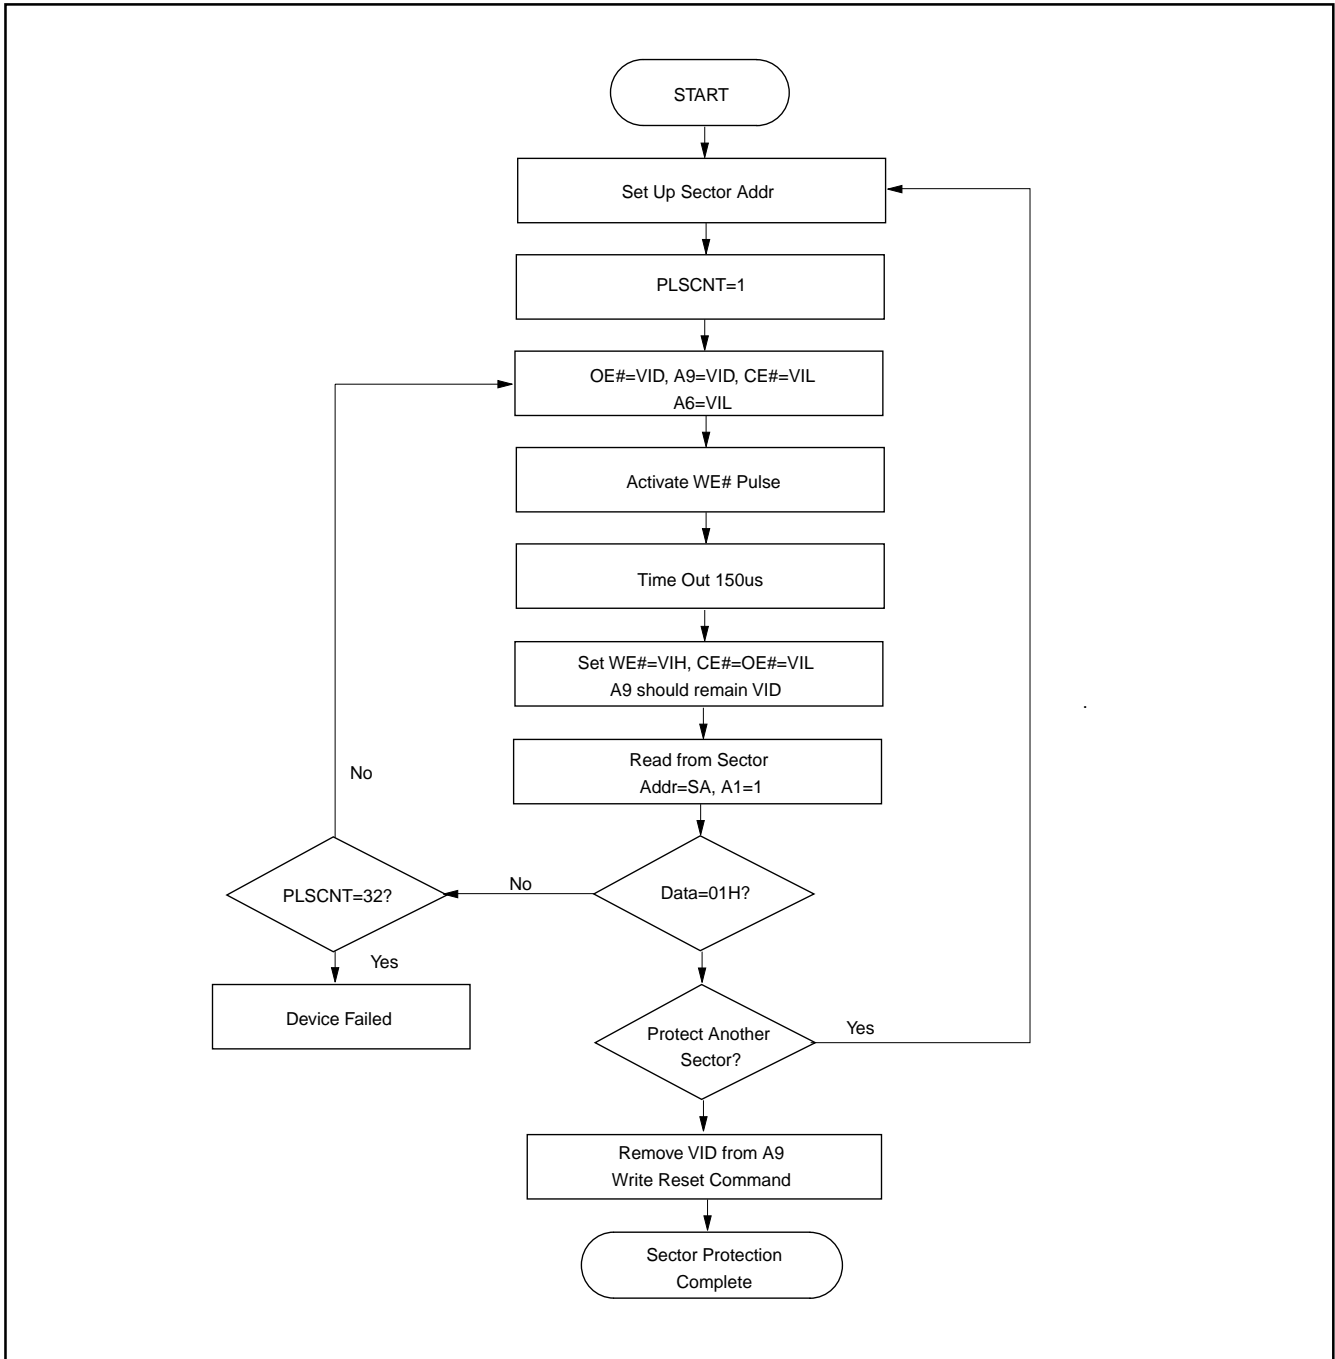 START
Set Up Sector Addr
PLSCNT=1
OE#=VID, A9=VID, CE#=VIL
A6=VIL
Activate WE# Pulse
Time Out 150us
Set WE#=VIH, CE#=OE#=VIL
A9 should remain VID
Read from Sector
Addr=SA, A1=1
No
PLSCNT=32?
No
Data=01H?
Yes
Device Failed
Protect Another
Sector?
Yes
Remove VID from A9
Write Reset Command
Sector Protection
Complete
.